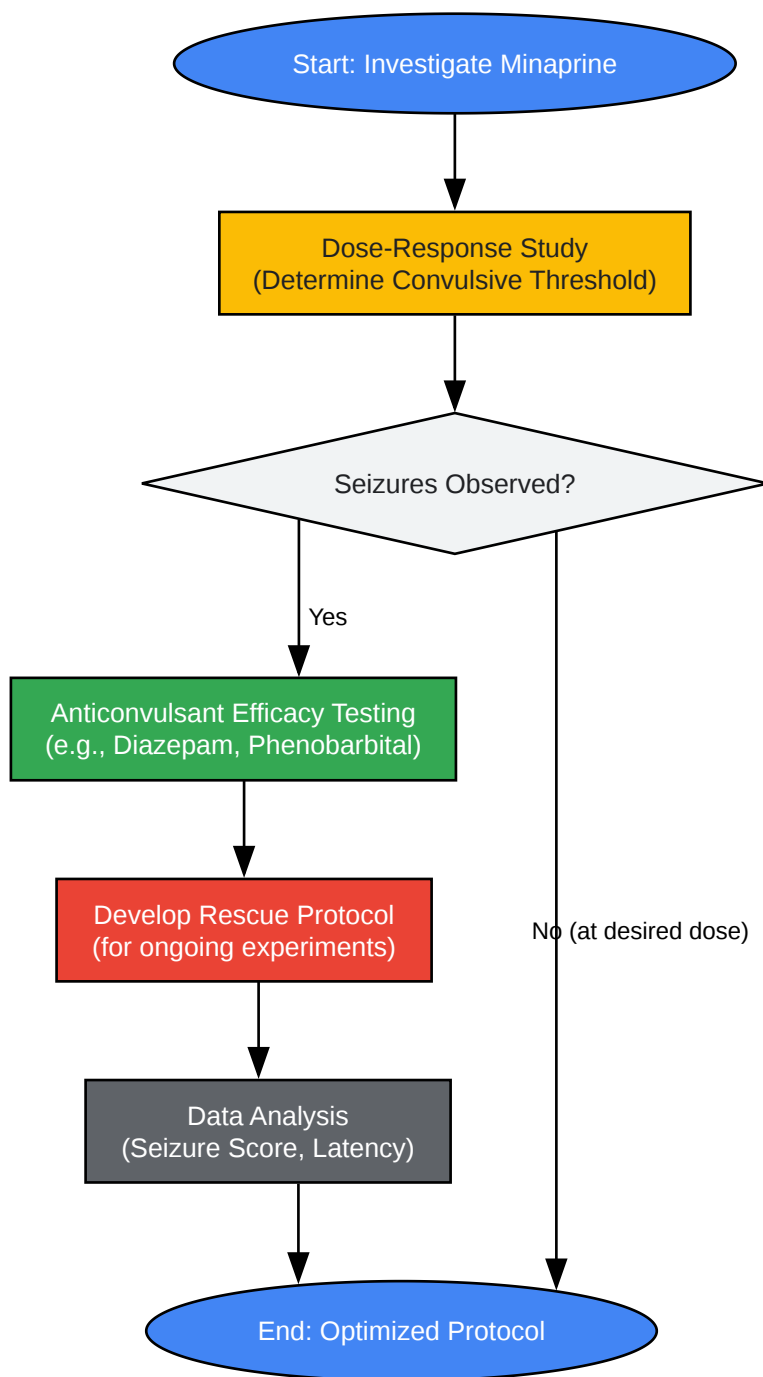 Start: Investigate Minaprine
Dose-Response Study
(Determine Convulsive Threshold)
Seizures Observed?
Yes
Anticonvulsant Efficacy Testing
(e.g., Diazepam, Phenobarbital)
Develop Rescue Protocol
(for ongoing experiments)
No (at desired dose)
Data Analysis
(Seizure Score, Latency)
End: Optimized Protocol